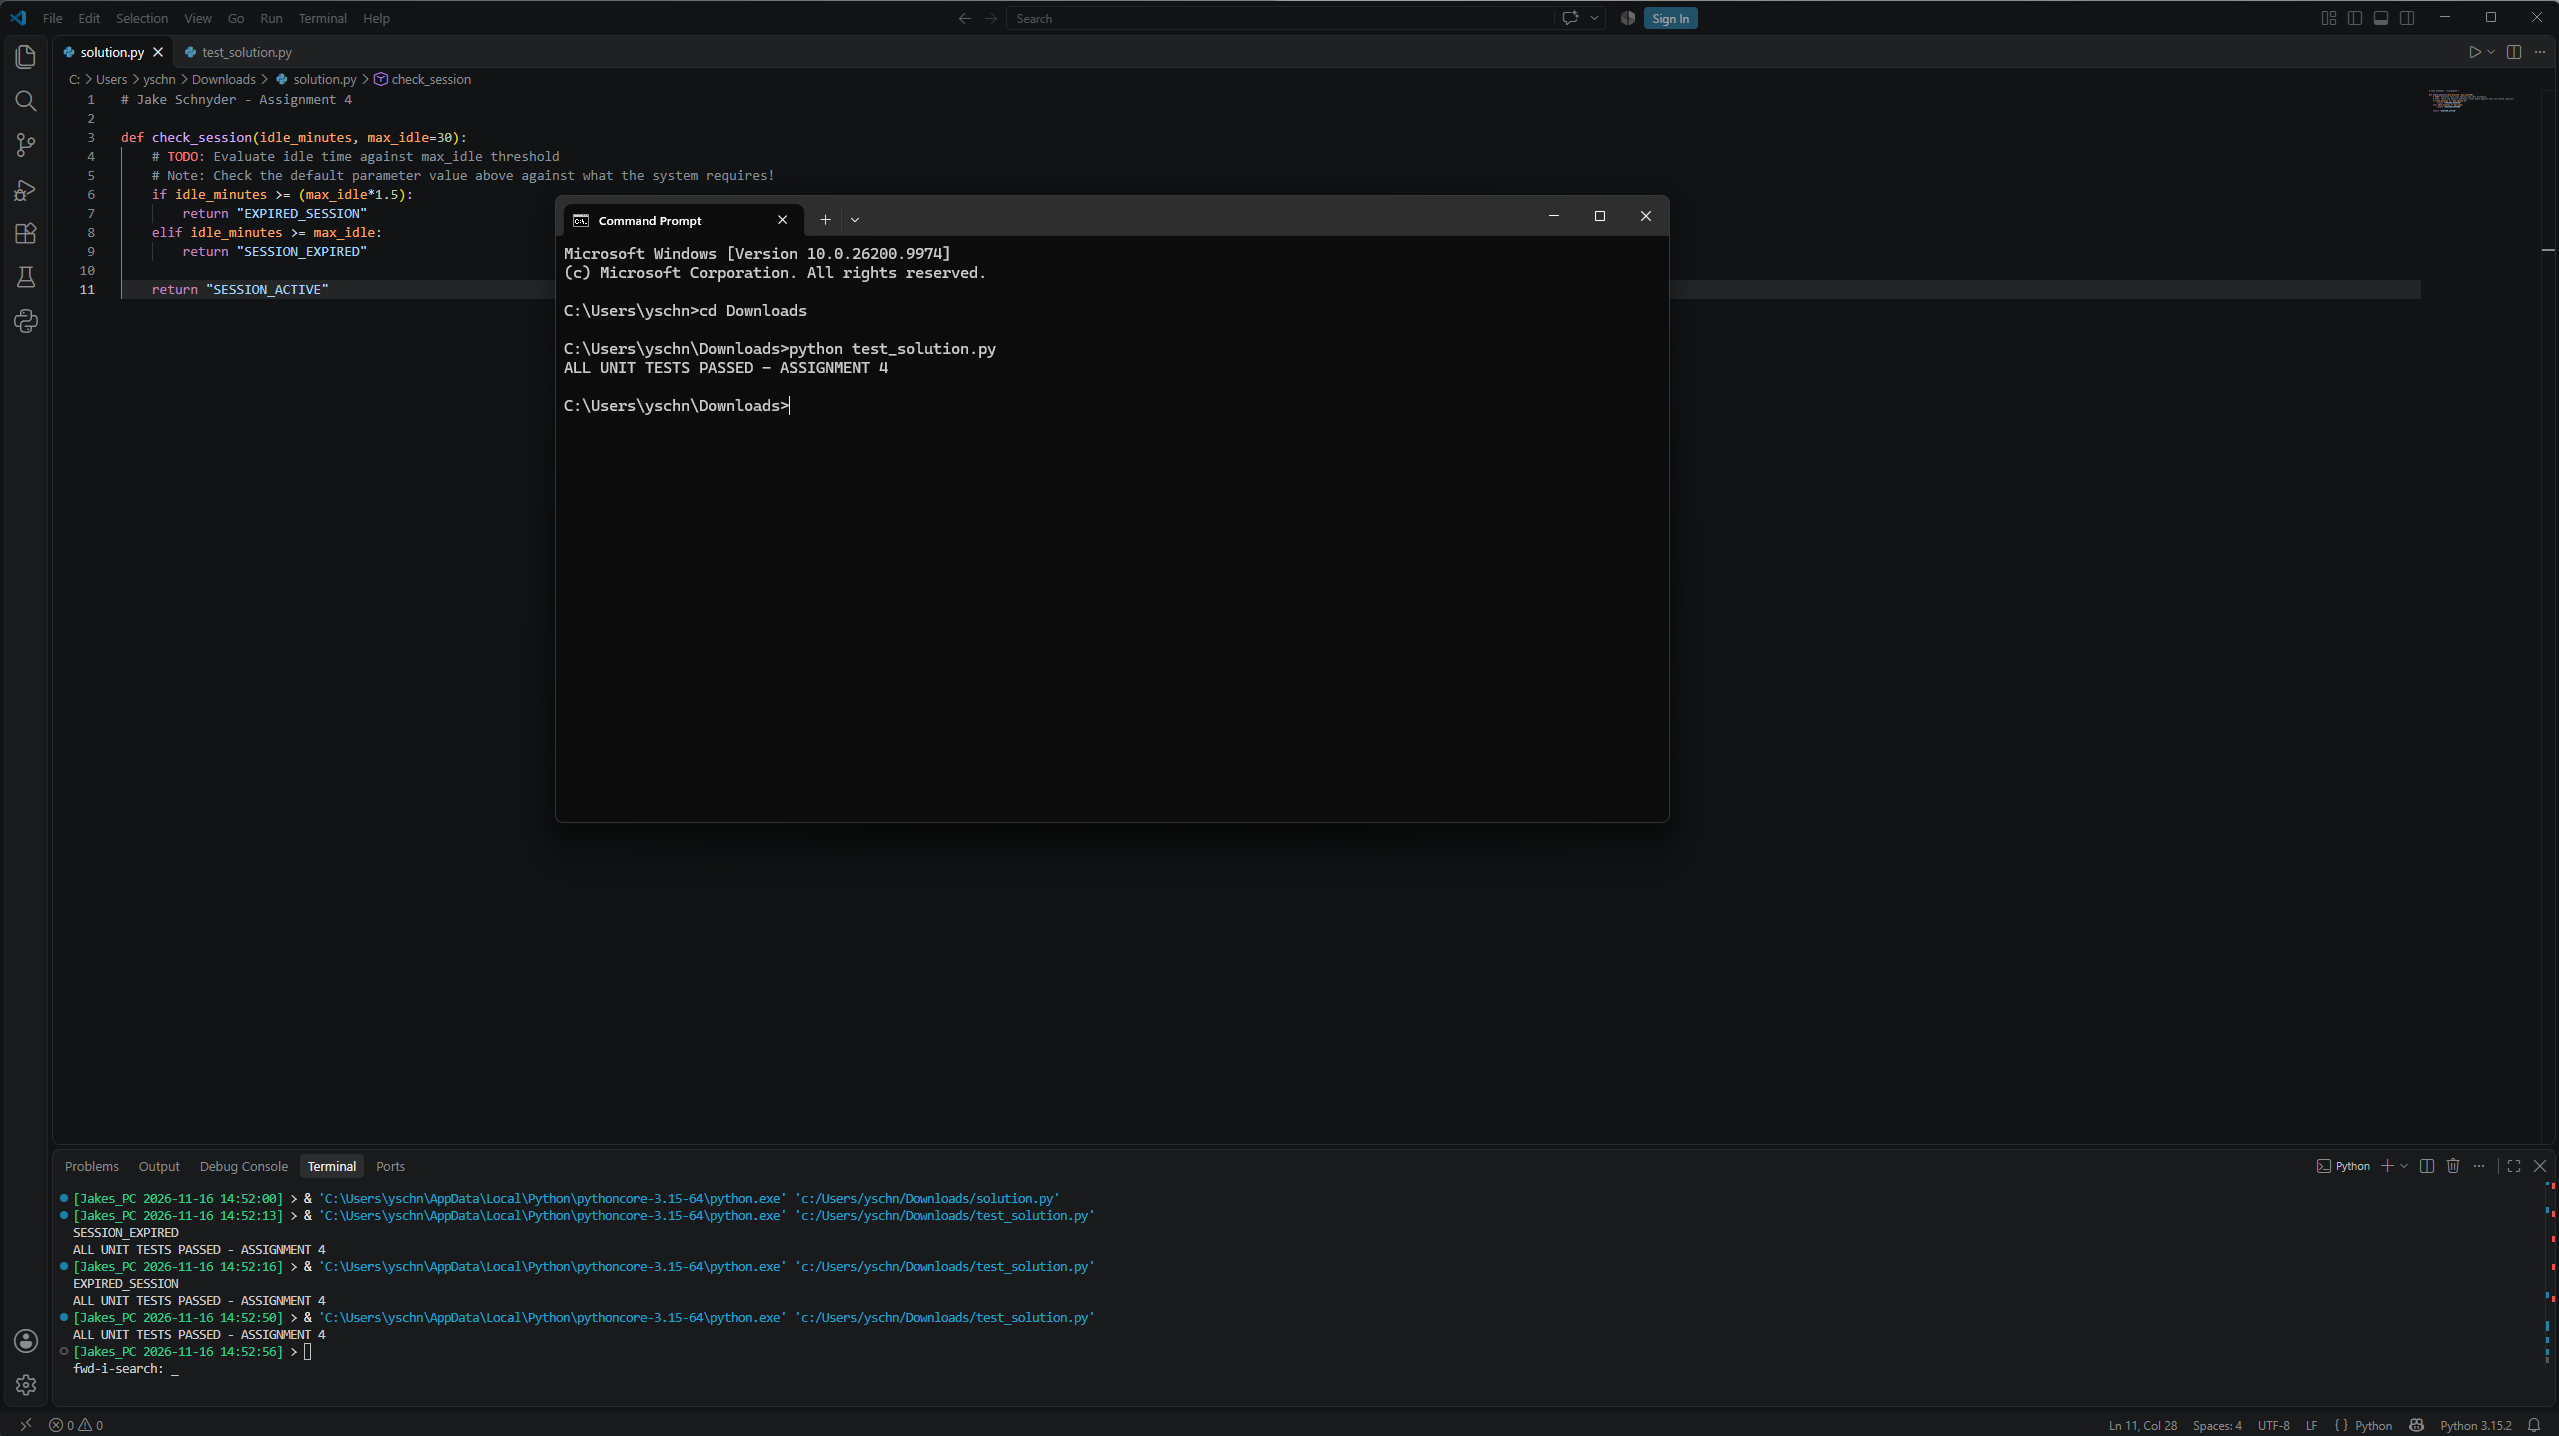 File Edit Selection View Go Run Terminal Help
Search
Sign In
solution.py
test_solution.py
C: > Users > yschn > Downloads > solution.py > check_session
1 # Jake Schnyder - Assignment 4
2
3 def check_session(idle_minutes, max_idle=30):
4 # TODO: Evaluate idle time against max_idle threshold
5 # Note: Check the default parameter value above against what the system requires!
6 if idle_minutes >= (max_idle*1.5):
7 return "EXPIRED_SESSION"
8 elif idle_minutes >= max_idle:
9 return "SESSION_EXPIRED"
10
11 return "SESSION_ACTIVE"
Command Prompt
Microsoft Windows [Version 10.0.26200.9974]
(c) Microsoft Corporation. All rights reserved.
C:\Users\yschn>cd Downloads
C:\Users\yschn\Downloads>python test_solution.py
ALL UNIT TESTS PASSED - ASSIGNMENT 4
C:\Users\yschn\Downloads>
Problems Output Debug Console Terminal Ports
Python
[Jakes_PC 2026-11-16 14:52:00] > & 'C:\Users\yschn\AppData\Local\Python\pythoncore-3.15-64\python.exe' 'c:/Users/yschn/Downloads/solution.py'
[Jakes_PC 2026-11-16 14:52:13] > & 'C:\Users\yschn\AppData\Local\Python\pythoncore-3.15-64\python.exe' 'c:/Users/yschn/Downloads/test_solution.py'
SESSION_EXPIRED
ALL UNIT TESTS PASSED - ASSIGNMENT 4
[Jakes_PC 2026-11-16 14:52:16] > & 'C:\Users\yschn\AppData\Local\Python\pythoncore-3.15-64\python.exe' 'c:/Users/yschn/Downloads/test_solution.py'
EXPIRED_SESSION
ALL UNIT TESTS PASSED - ASSIGNMENT 4
[Jakes_PC 2026-11-16 14:52:50] > & 'C:\Users\yschn\AppData\Local\Python\pythoncore-3.15-64\python.exe' 'c:/Users/yschn/Downloads/test_solution.py'
ALL UNIT TESTS PASSED - ASSIGNMENT 4
[Jakes_PC 2026-11-16 14:52:56] >
fwd-i-search: _
0 0
Ln 11, Col 28 Spaces: 4 UTF-8 LF { } Python Python 3.15.2